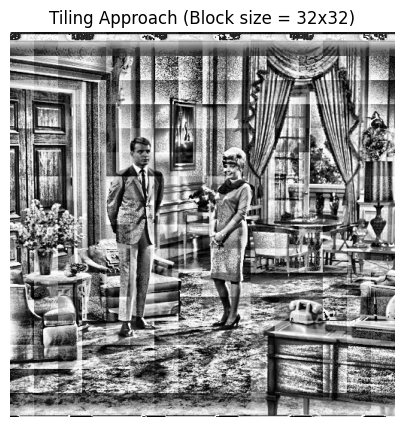 Tiling Approach (Block size = 32x32)